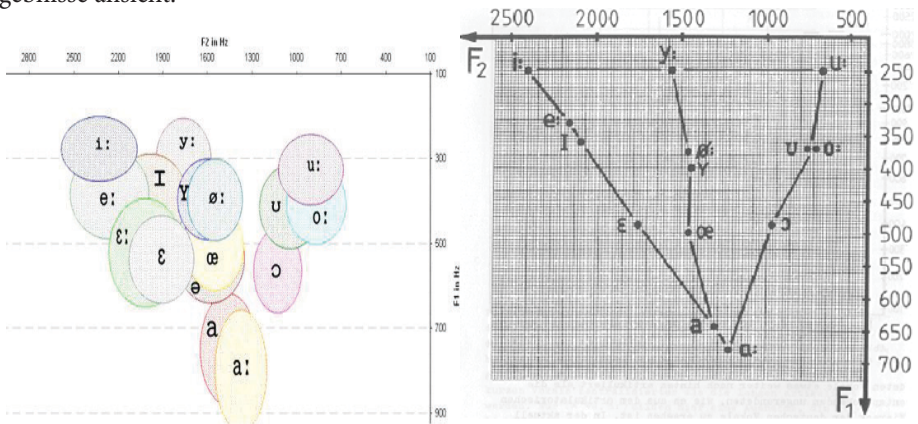 gebnisse ansieht.
F2 in Hz
2800 2500 2200 1900 1600 1300 1000 700 400 100
100
300
500
700
900
F1 in Hz
i:
y:
I
e:
Y
ø:
u:
ʊ
o:
ɛ:
ɛ
œ
ə
ɔ
a
a:
2500 2000 1500 1000 500
F2
F1
250
300
350
400
450
500
550
600
650
700
i:
y:
u:
e:
I
ø:
Y
ʊ
o:
ɛ
œ
ɔ
a
ɑ: